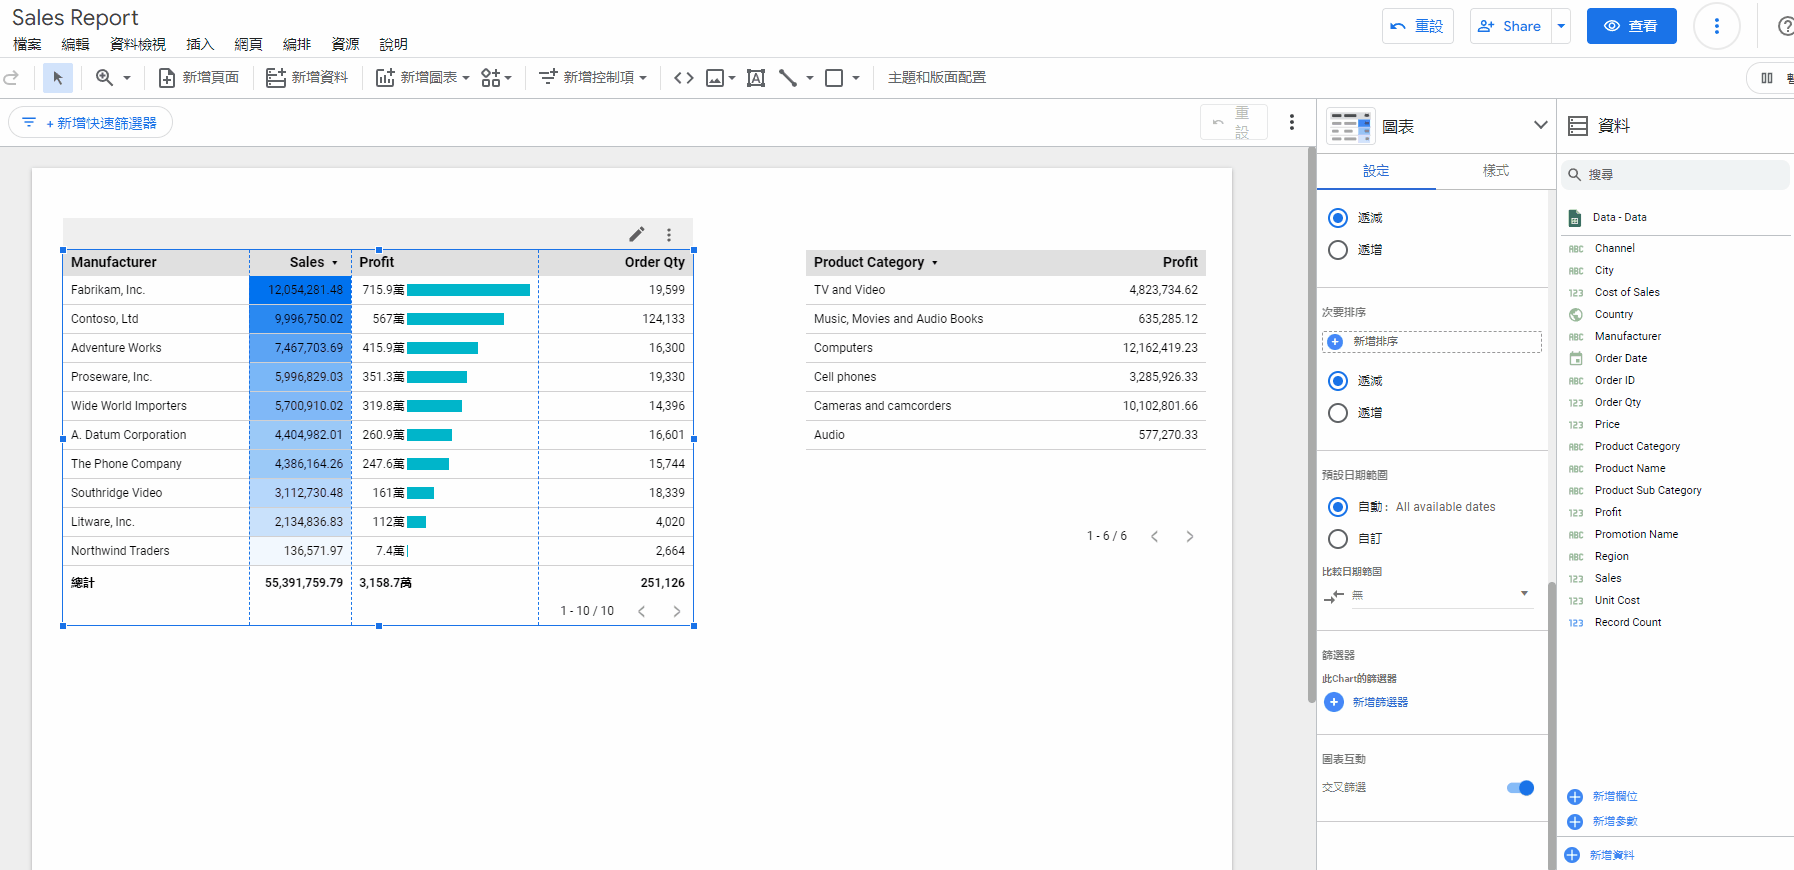 Sales Report
檔案 編輯 資料檢視 插入 網頁 編排 資源 說明
重設 Share 查看
新增頁面 新增資料 新增圖表 新增控制項 主題和版面配置
+ 新增快速篩選器
重設
圖表
資料
設定 樣式
搜尋
遞減
遞增
次要排序
新增排序
遞減
遞增
預設日期範圍
自動: All available dates
自訂
比較日期範圍
無
篩選器
此Chart的篩選器
新增篩選器
圖表互動
交叉篩選
Manufacturer Sales Profit Order Qty
Fabrikam, Inc. 12,054,281.48 715.9萬 19,599
Contoso, Ltd 9,996,750.02 567萬 124,133
Adventure Works 7,467,703.69 415.9萬 16,300
Proseware, Inc. 5,996,829.03 351.3萬 19,330
Wide World Importers 5,700,910.02 319.8萬 14,396
A. Datum Corporation 4,404,982.01 260.9萬 16,601
The Phone Company 4,386,164.26 247.6萬 15,744
Southridge Video 3,112,730.48 161萬 18,339
Litware, Inc. 2,134,836.83 112萬 4,020
Northwind Traders 136,571.97 7.4萬 2,664
總計 55,391,759.79 3,158.7萬 251,126
1 - 10 / 10
Product Category Profit
TV and Video 4,823,734.62
Music, Movies and Audio Books 635,285.12
Computers 12,162,419.23
Cell phones 3,285,926.33
Cameras and camcorders 10,102,801.66
Audio 577,270.33
1 - 6 / 6
Data - Data
ABC Channel
ABC City
123 Cost of Sales
Country
ABC Manufacturer
Order Date
ABC Order ID
123 Order Qty
123 Price
ABC Product Category
ABC Product Name
ABC Product Sub Category
123 Profit
ABC Promotion Name
ABC Region
123 Sales
123 Unit Cost
123 Record Count
新增欄位
新增參數
新增資料